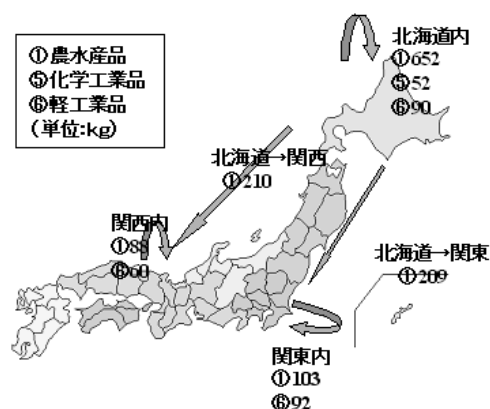 ①農水産品
⑤化学工業品
⑥軽工業品
(単位:kg)
北海道内
①652
⑤52
⑥90
北海道→関西
①210
関西内
①88
⑥60
北海道→関東
①209
関東内
①103
⑥92